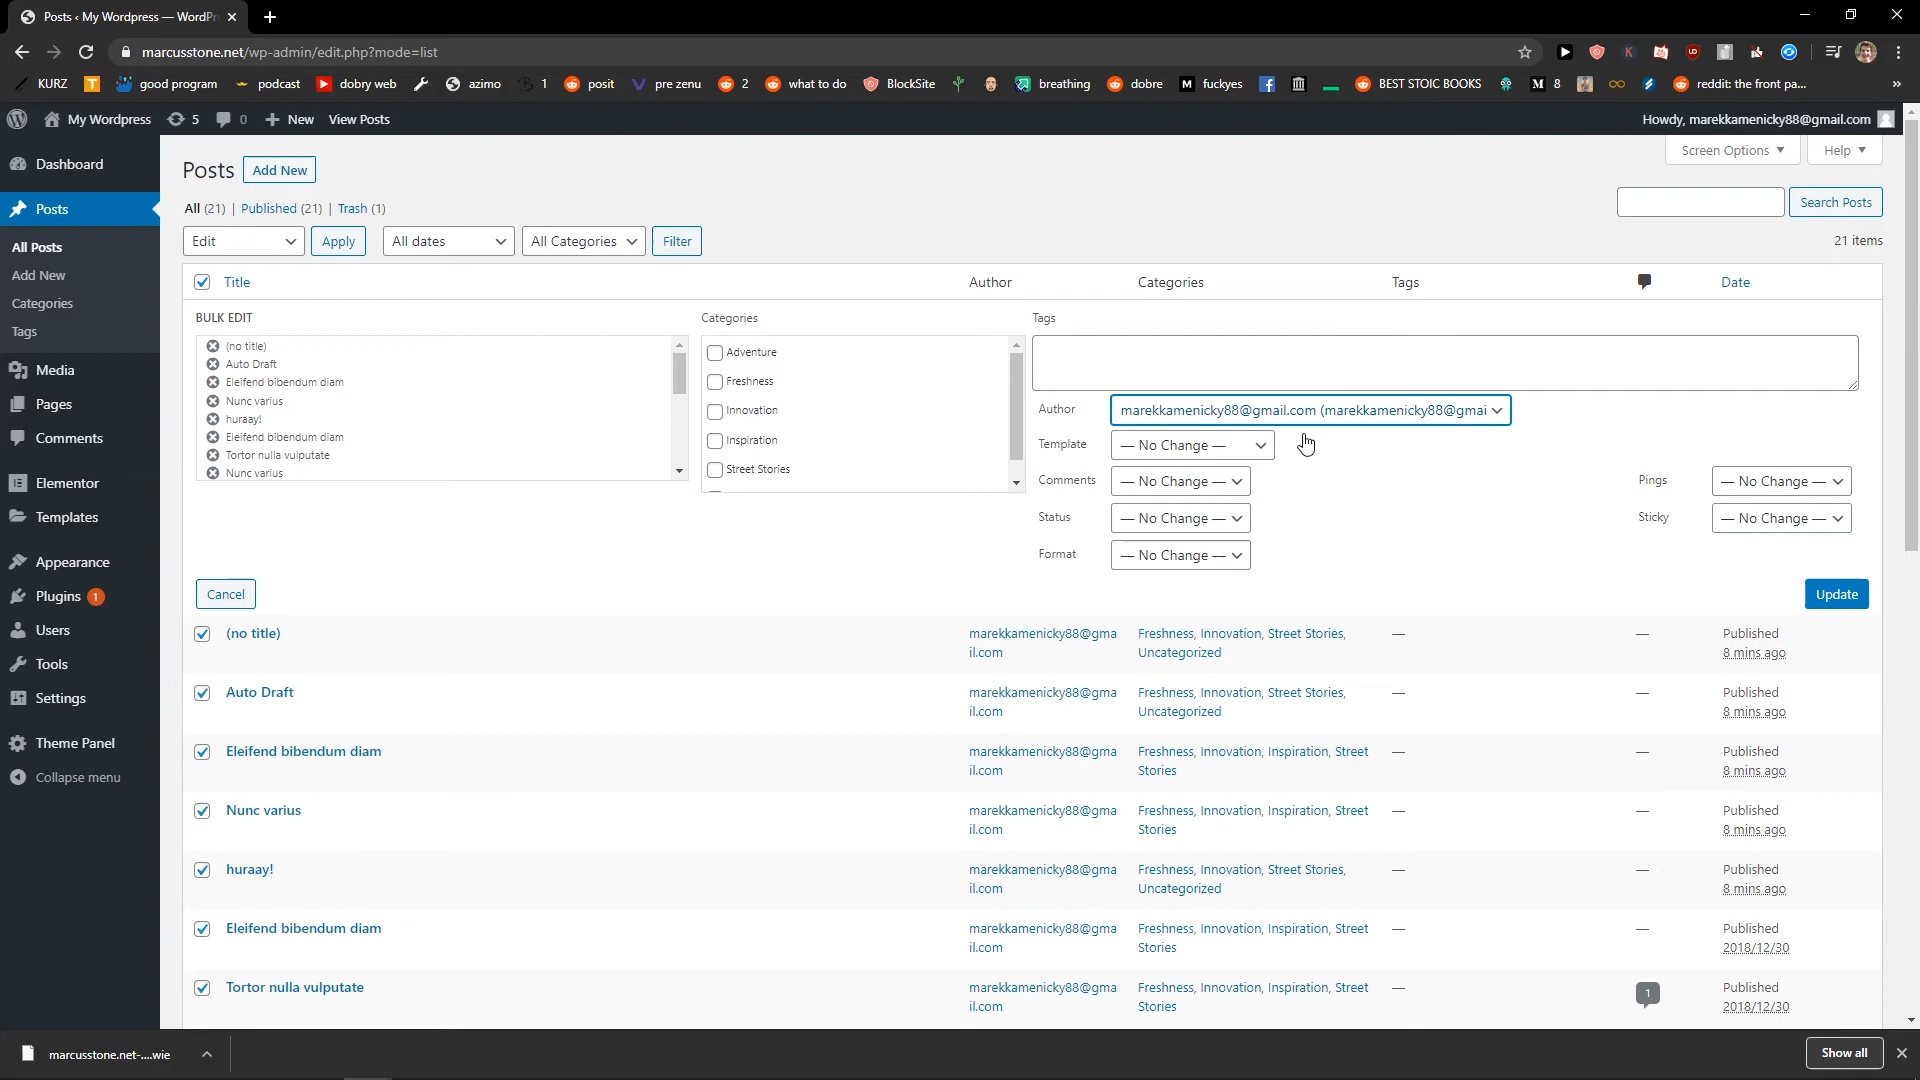 Posts ‹ My Wordpress — WordPr
marcusstone.net/wp-admin/edit.php?mode=list
KURZ good program podcast dobry web azimo 1 posit pre zenu 2 what to do BlockSite breathing dobre fuckyes BEST STOIC BOOKS 8 reddit: the front pa... »
My Wordpress 5 0 New View Posts Howdy, marekkamenicky88@gmail.com
Dashboard
Posts
All Posts
Add New
Categories
Tags
Media
Pages
Comments
Elementor
Templates
Appearance
Plugins 1
Users
Tools
Settings
Theme Panel
Collapse menu
Screen Options Help
Posts Add New
All (21) | Published (21) | Trash (1)
Search Posts
Edit Apply All dates All Categories Filter 21 items
Title Author Categories Tags Date
BULK EDIT Categories Tags
(no title)
Auto Draft
Eleifend bibendum diam
Nunc varius
huraay!
Eleifend bibendum diam
Tortor nulla vulputate
Nunc varius
Adventure
Freshness
Innovation
Inspiration
Street Stories
Author marekkamenicky88@gmail.com (marekkamenicky88@gmai
Template — No Change —
Comments — No Change — Pings — No Change —
Status — No Change — Sticky — No Change —
Format — No Change —
Cancel Update
(no title) marekkamenicky88@gma Freshness, Innovation, Street Stories, — — Published
il.com Uncategorized 8 mins ago
Auto Draft marekkamenicky88@gma Freshness, Innovation, Street Stories, — — Published
il.com Uncategorized 8 mins ago
Eleifend bibendum diam marekkamenicky88@gma Freshness, Innovation, Inspiration, Street — — Published
il.com Stories 8 mins ago
Nunc varius marekkamenicky88@gma Freshness, Innovation, Inspiration, Street — — Published
il.com Stories 8 mins ago
huraay! marekkamenicky88@gma Freshness, Innovation, Street Stories, — — Published
il.com Uncategorized 8 mins ago
Eleifend bibendum diam marekkamenicky88@gma Freshness, Innovation, Inspiration, Street — — Published
il.com Stories 2018/12/30
Tortor nulla vulputate marekkamenicky88@gma Freshness, Innovation, Inspiration, Street — 1 Published
il.com Stories 2018/12/30
marcusstone.net-....wie Show all